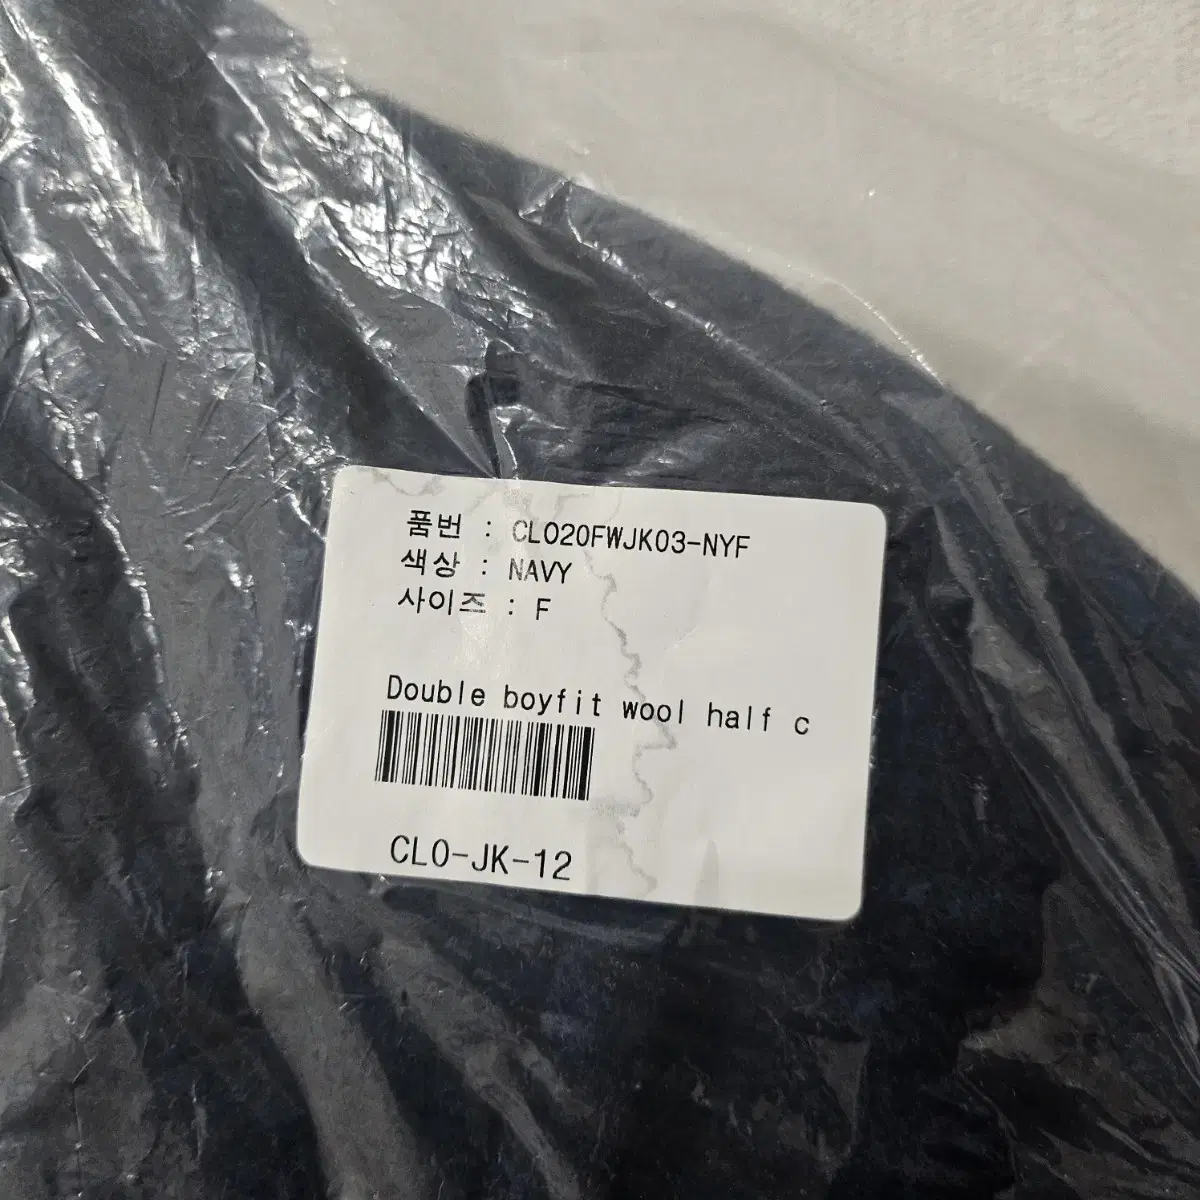 품번 : CLO20FWJK03-NYF
색상 : NAVY
사이즈 : F
Double boyfit wool half c
CLO-JK-12